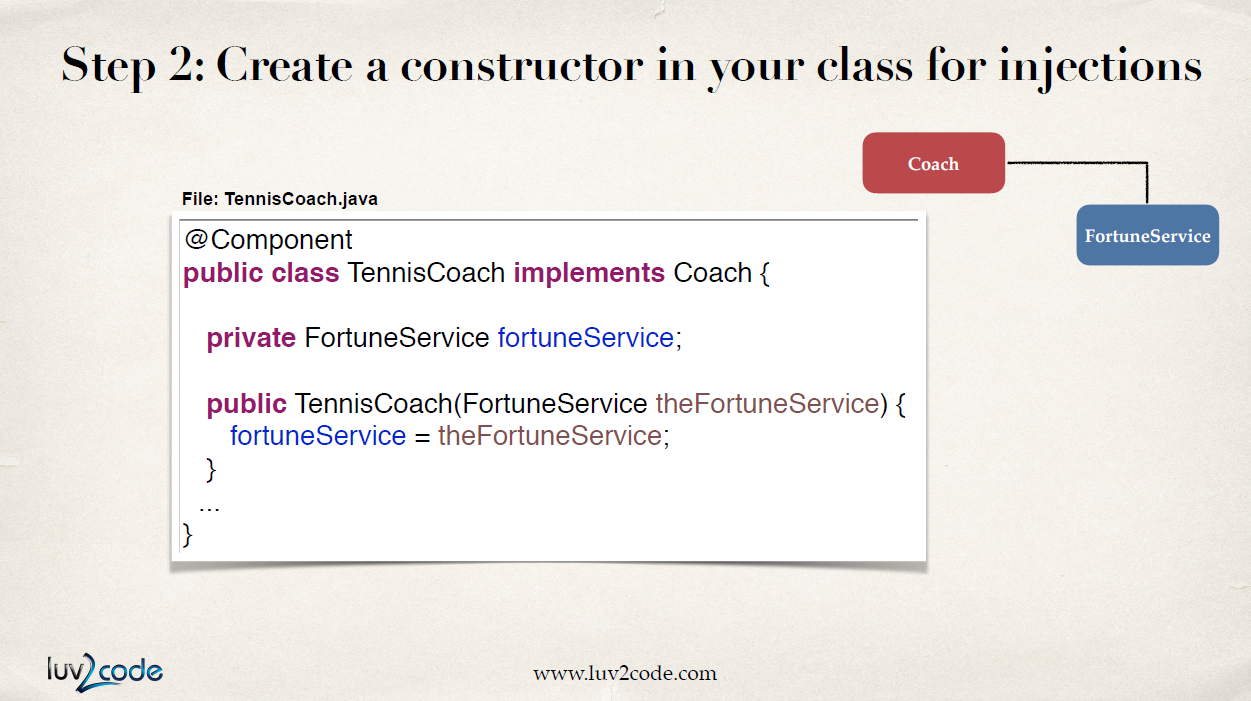 Step 2: Create a constructor in your class for injections
Coach
FortuneService
File: TennisCoach.java
@Component
public class TennisCoach implements Coach {
private FortuneService fortuneService;
public TennisCoach(FortuneService theFortuneService) {
fortuneService = theFortuneService;
}
...
}
luv2code
www.luv2code.com